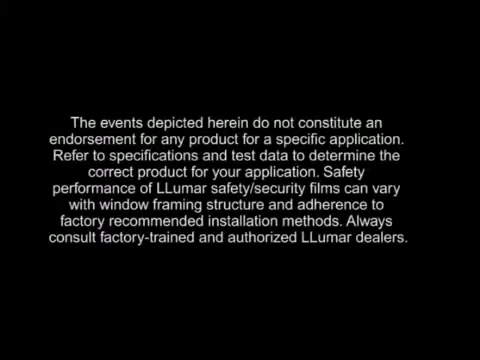 The events depicted herein do not constitute an
endorsement for any product for a specific application.
Refer to specifications and test data to determine the
correct product for your application. Safety
performance of LLumar safety/security films can vary
with window framing structure and adherence to
factory recommended installation methods. Always
consult factory-trained and authorized LLumar dealers.